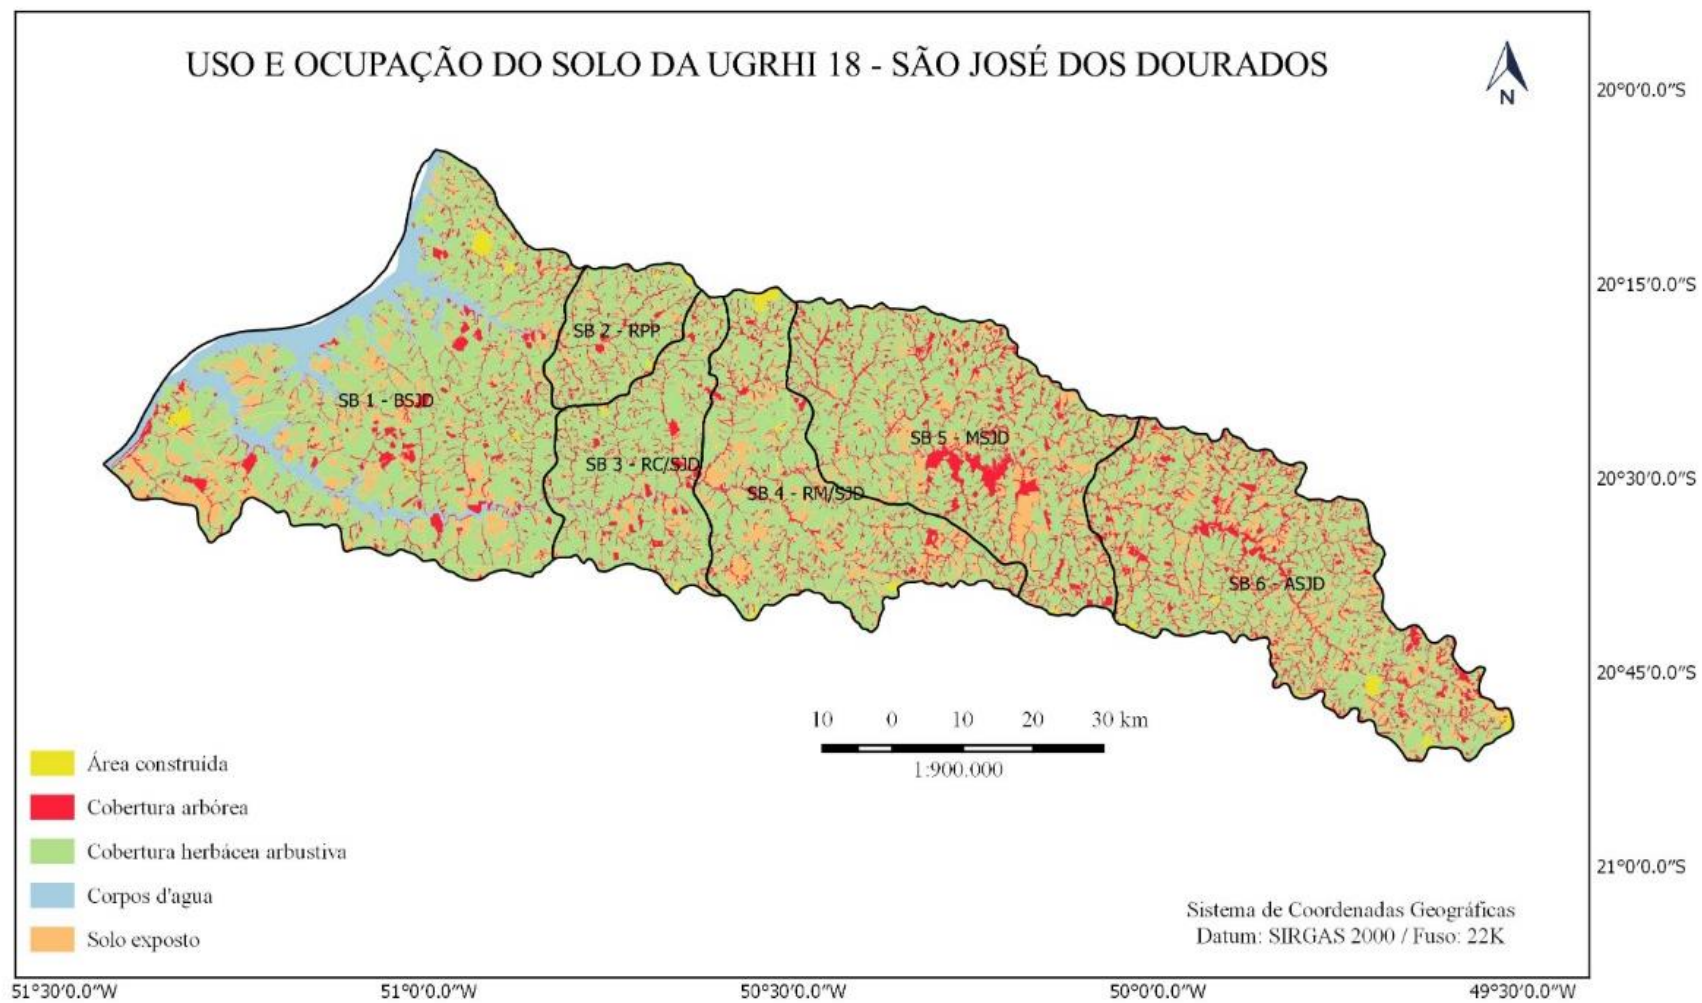 USO E OCUPAÇÃO DO SOLO DA UGRHI 18 - SÃO JOSÉ DOS DOURADOS
N
20°0'0.0"S
20°15'0.0"S
20°30'0.0"S
20°45'0.0"S
21°0'0.0"S
SB 1 - BSJD
SB 2 - RPP
SB 3 - RC/SJD
SB 4 - RM/SJD
SB 5 - MSJD
SB 6 - ASJD
10 0 10 20 30 km
1:900.000
Área construída
Cobertura arbórea
Cobertura herbácea arbustiva
Corpos d'agua
Solo exposto
Sistema de Coordenadas Geográficas
Datum: SIRGAS 2000 / Fuso: 22K
51°30'0.0"W 51°0'0.0"W 50°30'0.0"W 50°0'0.0"W 49°30'0.0"W